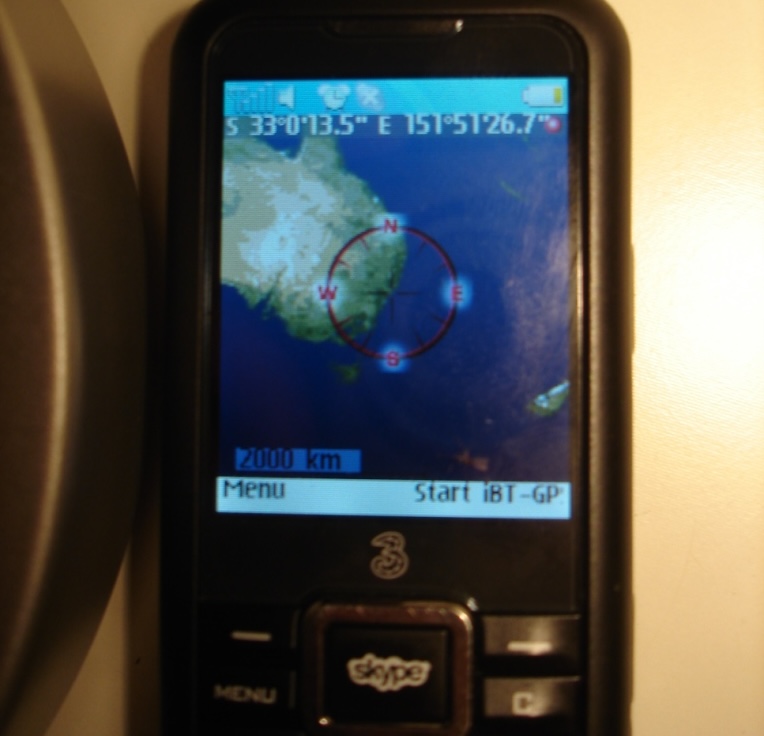 S 33°0'13.5" E 151°51'26.7"
N
W E
S
2000 km
Menu Start iBT-GP
3
skype
MENU C